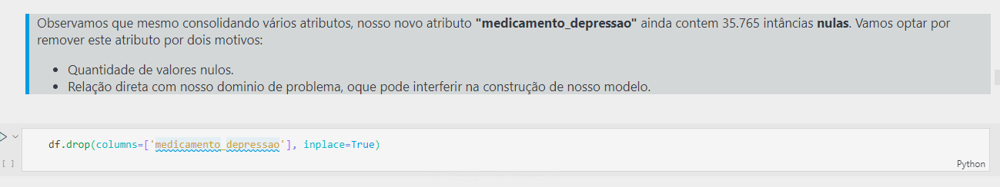 Observamos que mesmo consolidando vários atributos, nosso novo atributo "medicamento_depressao" ainda contem 35.765 intâncias nulas. Vamos optar por
remover este atributo por dois motivos:
• Quantidade de valores nulos.
• Relação direta com nosso dominio de problema, oque pode interferir na construção de nosso modelo.
df.drop(columns=['medicamento_depressao'], inplace=True)
[ ]
Python